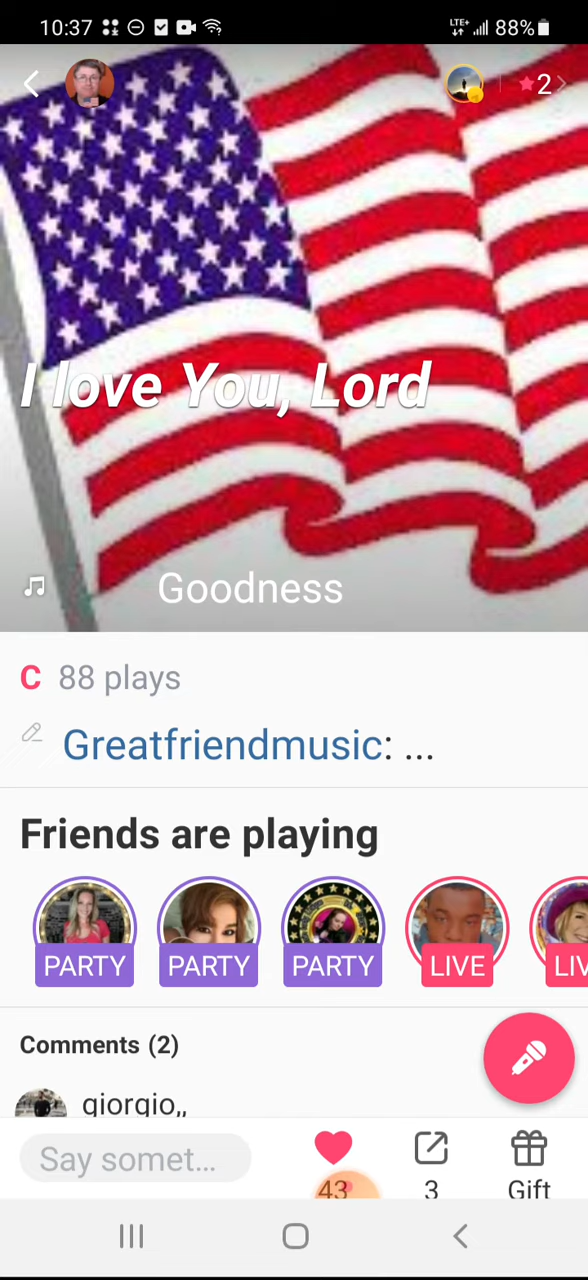 10:37
LTE+ 88%
2
I love You, Lord
Goodness
C 88 plays
Greatfriendmusic: ...
Friends are playing
PARTY PARTY PARTY LIVE LIV
Comments (2)
giorgio,,
Say somet...
43 3 Gift